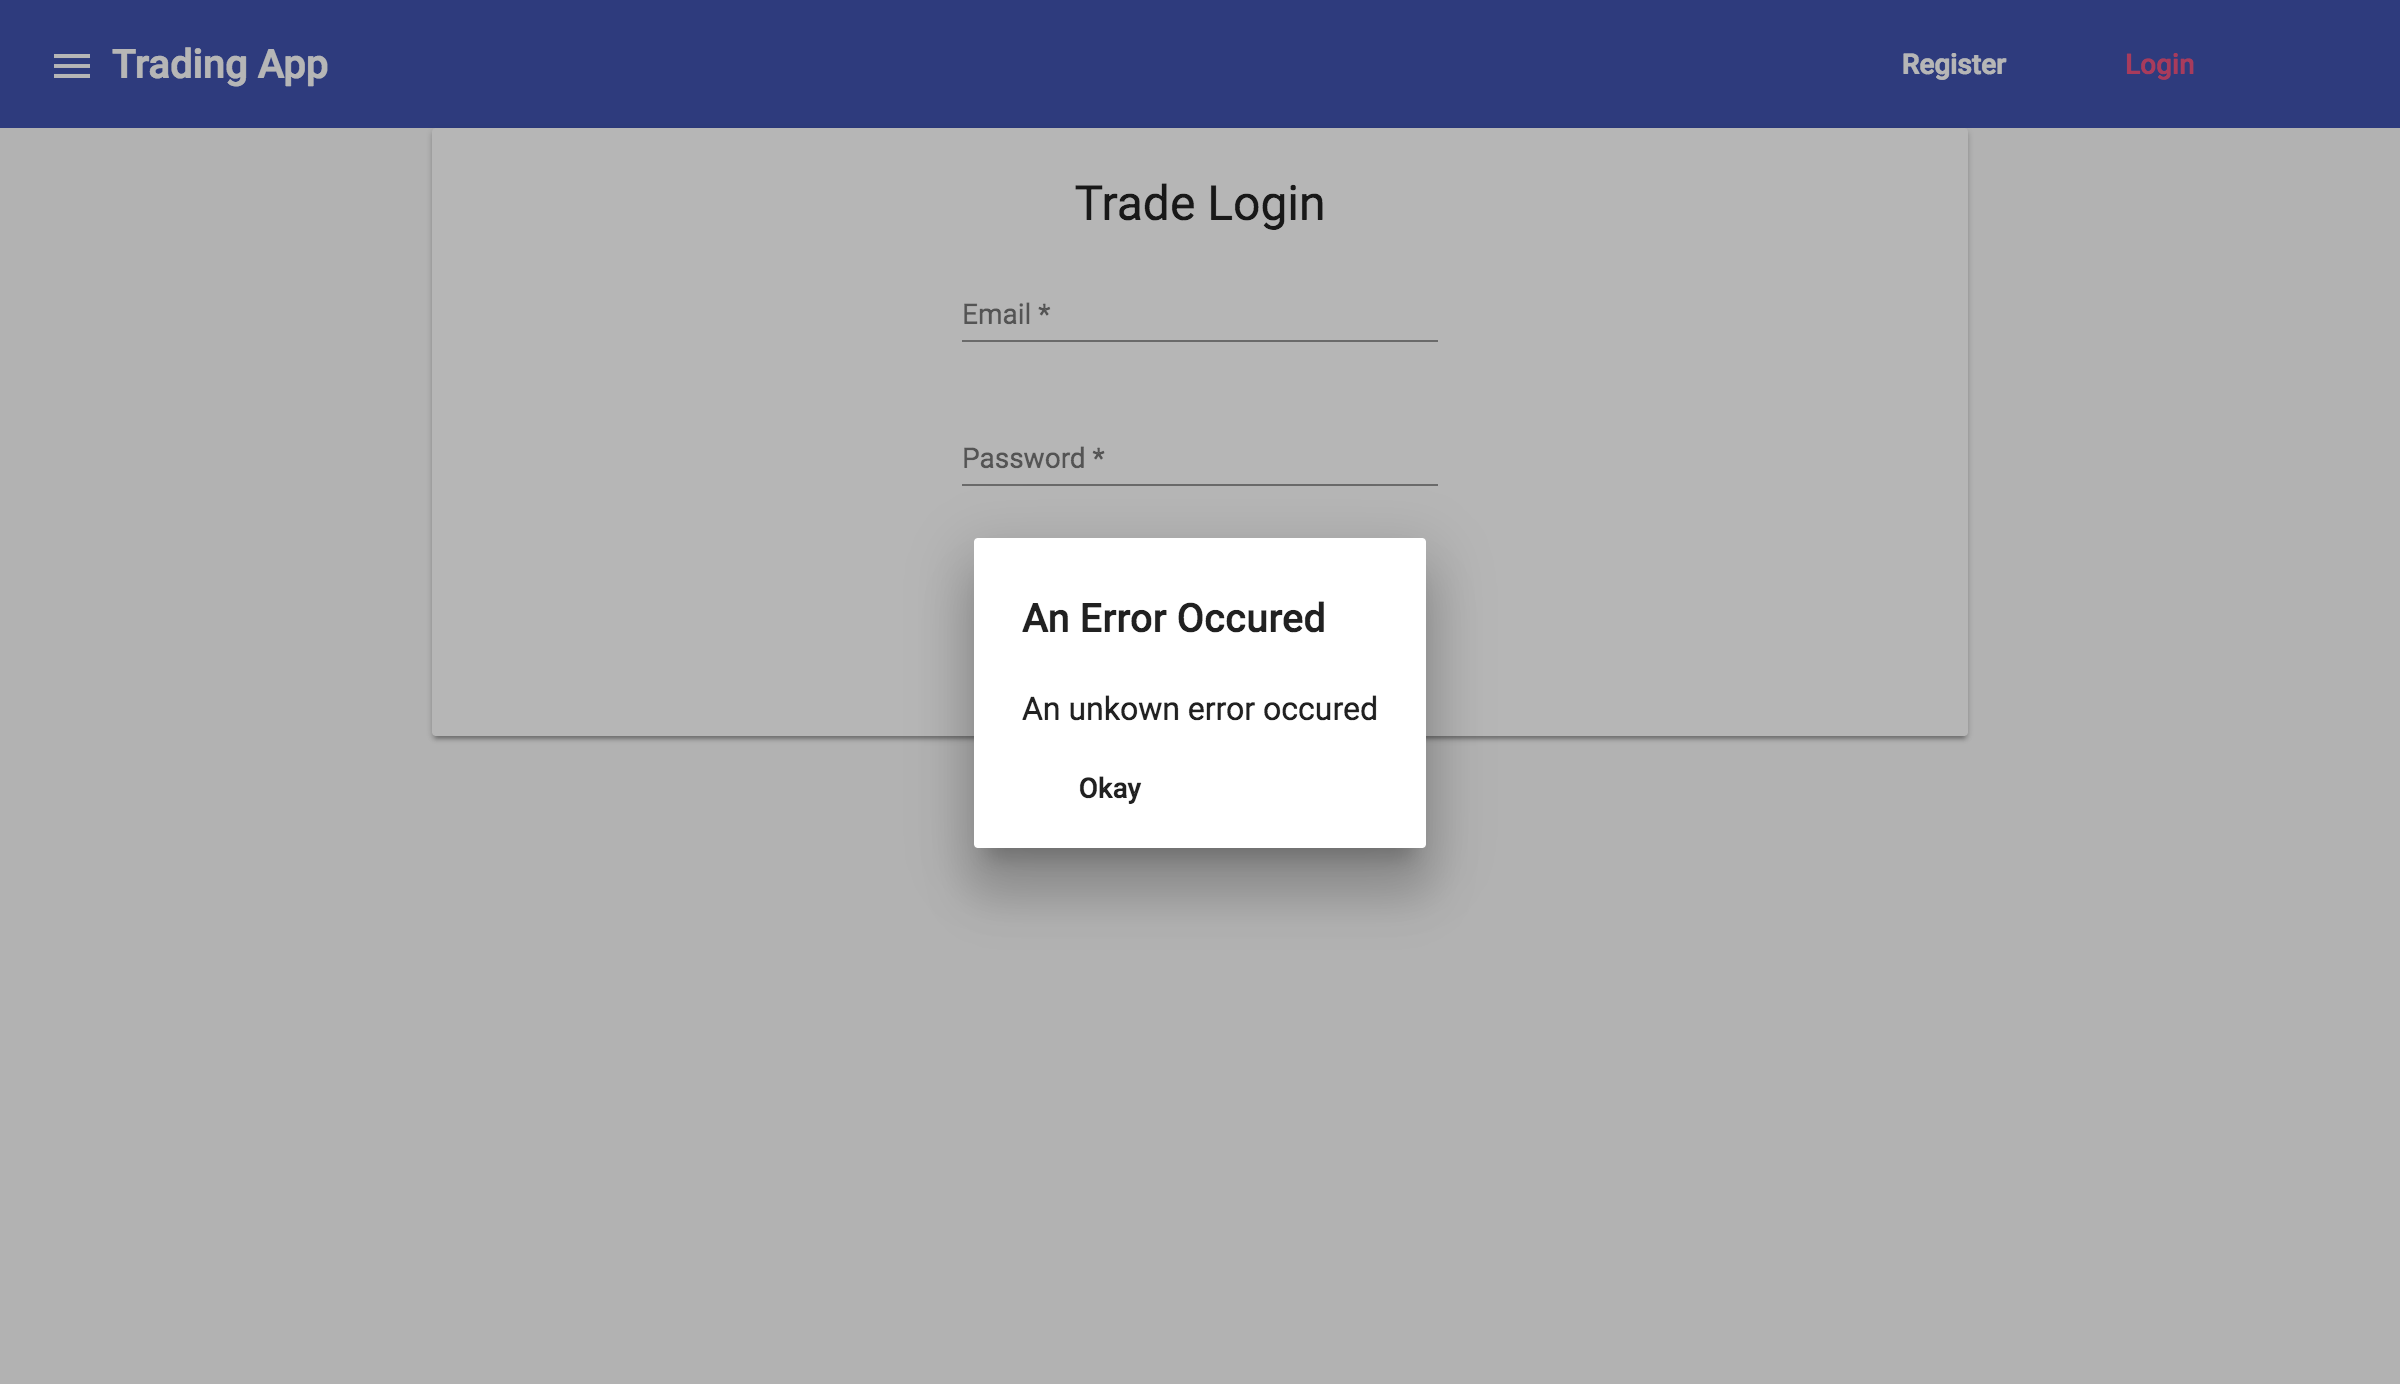 Trading App
Register
Login
Trade Login
Email *
Password *
An Error Occured
An unkown error occured
Okay